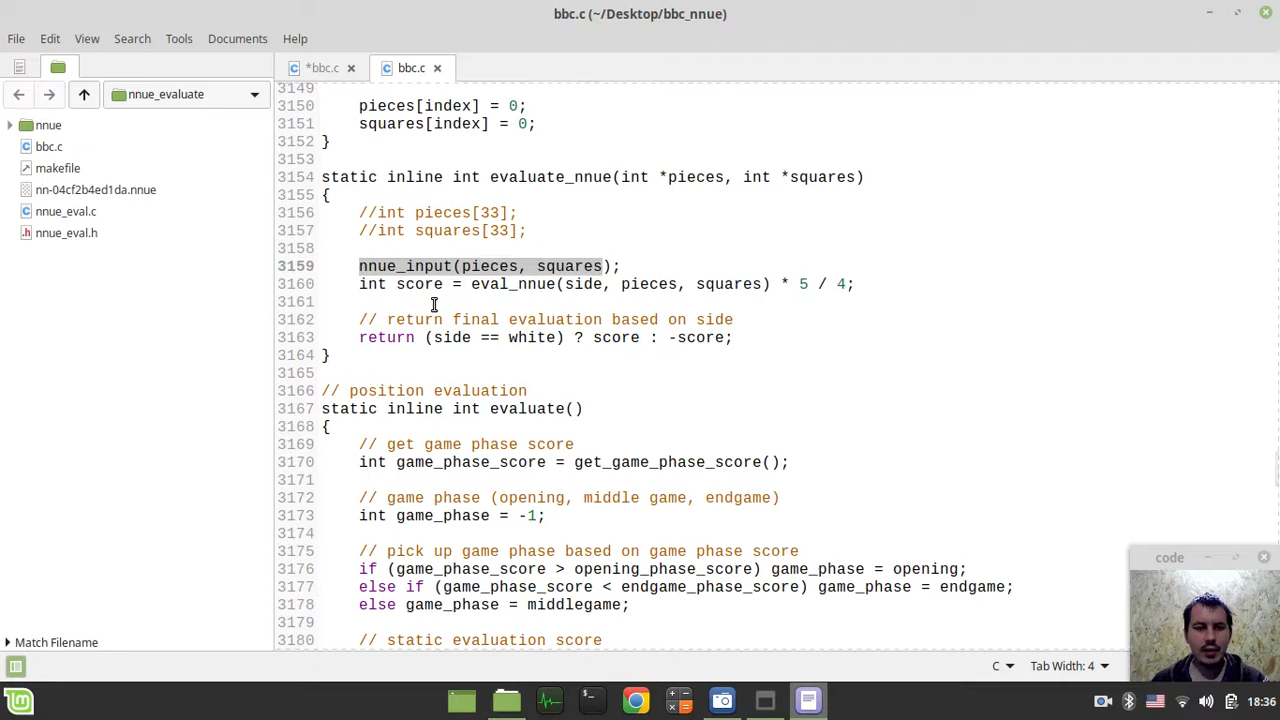 bbc.c (~/Desktop/bbc_nnue)
File Edit View Search Tools Documents Help
*bbc.c
bbc.c
nnue_evaluate
nnue
bbc.c
makefile
nn-04cf2b4ed1da.nnue
nnue_eval.c
nnue_eval.h
3149
3150 pieces[index] = 0;
3151 squares[index] = 0;
3152 }
3153
3154 static inline int evaluate_nnue(int *pieces, int *squares)
3155 {
3156 //int pieces[33];
3157 //int squares[33];
3158
3159 nnue_input(pieces, squares);
3160 int score = eval_nnue(side, pieces, squares) * 5 / 4;
3161
3162 // return final evaluation based on side
3163 return (side == white) ? score : -score;
3164 }
3165
3166 // position evaluation
3167 static inline int evaluate()
3168 {
3169 // get game phase score
3170 int game_phase_score = get_game_phase_score();
3171
3172 // game phase (opening, middle game, endgame)
3173 int game_phase = -1;
3174
3175 // pick up game phase based on game phase score
3176 if (game_phase_score > opening_phase_score) game_phase = opening;
3177 else if (game_phase_score < endgame_phase_score) game_phase = endgame;
3178 else game_phase = middlegame;
3179
3180 // static evaluation score
code
Match Filename
C Tab Width: 4
18:36